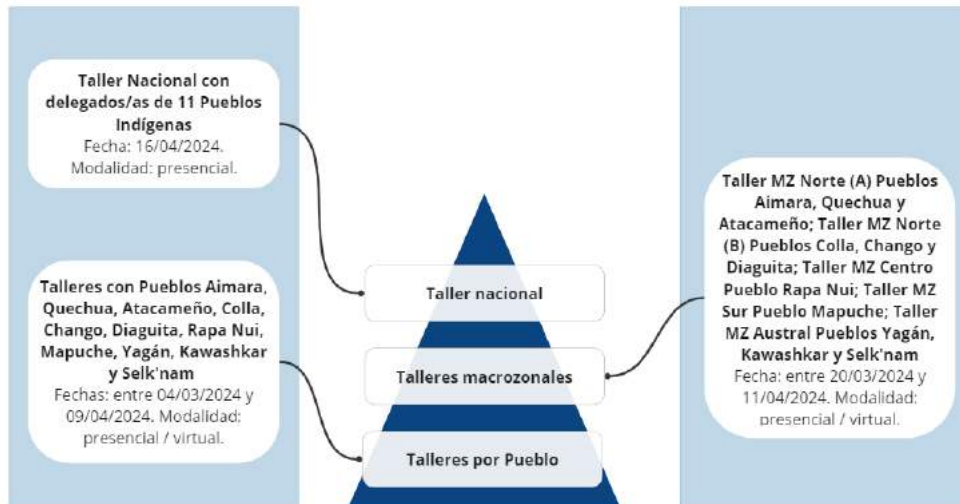 Taller Nacional con
delegados/as de 11 Pueblos
Indígenas
Fecha: 16/04/2024.
Modalidad: presencial.
Talleres con Pueblos Aimara,
Quechua, Atacameño, Colla,
Chango, Diaguita, Rapa Nui,
Mapuche, Yagán, Kawashkar
y Selk'nam
Fechas: entre 04/03/2024 y
09/04/2024. Modalidad:
presencial / virtual.
Taller nacional
Talleres macrozonales
Talleres por Pueblo
Taller MZ Norte (A) Pueblos
Aimara, Quechua y
Atacameño; Taller MZ Norte
(B) Pueblos Colla, Chango y
Diaguita; Taller MZ Centro
Pueblo Rapa Nui; Taller MZ
Sur Pueblo Mapuche; Taller
MZ Austral Pueblos Yagán,
Kawashkar y Selk'nam
Fecha: entre 20/03/2024 y
11/04/2024. Modalidad:
presencial / virtual.